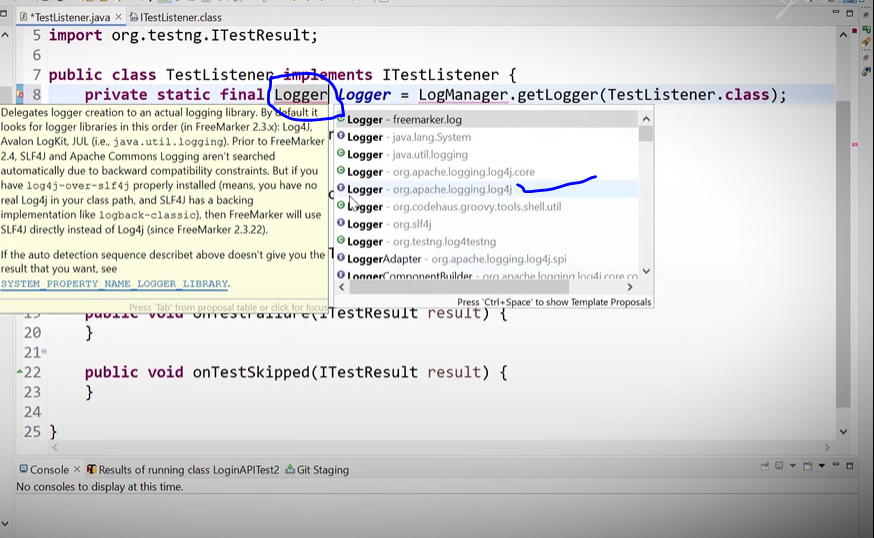 *TestListener.java × ITestListener.class
5 import org.testng.ITestResult;
6
7 public class TestListener implements ITestListener {
8 private static final Logger Logger = LogManager.getLogger(TestListener.class);
Delegates logger creation to an actual logging library. By default it
looks for logger libraries in this order (in FreeMarker 2.3.x): Log4J,
Avalon LogKit, JUL (i.e., java.util.logging). Prior to FreeMarker
2.4, SLF4J and Apache Commons Logging aren't searched
automatically due to backward compatibility constraints. But if you
have log4j-over-slf4j properly installed (means, you have no
real Log4j in your class path, and SLF4J has a backing
implementation like logback-classic), then FreeMarker will use
SLF4J directly instead of Log4j (since FreeMarker 2.3.22).
If the auto detection sequence describet above doesn't give you the
result that you want, see
SYSTEM_PROPERTY_NAME_LOGGER_LIBRARY.
Press 'Tab' from proposal table or click for focus
Logger - freemarker.log
Logger - java.lang.System
Logger - java.util.logging
Logger - org.apache.logging.log4j.core
Logger - org.apache.logging.log4j
Logger - org.codehaus.groovy.tools.shell.util
Logger - org.slf4j
Logger - org.testng.log4testng
LoggerAdapter - org.apache.logging.log4j.spi
LoggerComponentBuilder - org.apache.logging.log4j.core.co
Press 'Ctrl+Space' to show Template Proposals
19 public void onTestFailure(ITestResult result) {
20 }
21
22 public void onTestSkipped(ITestResult result) {
23 }
24
25 }
Console × Results of running class LoginAPITest2 Git Staging
No consoles to display at this time.